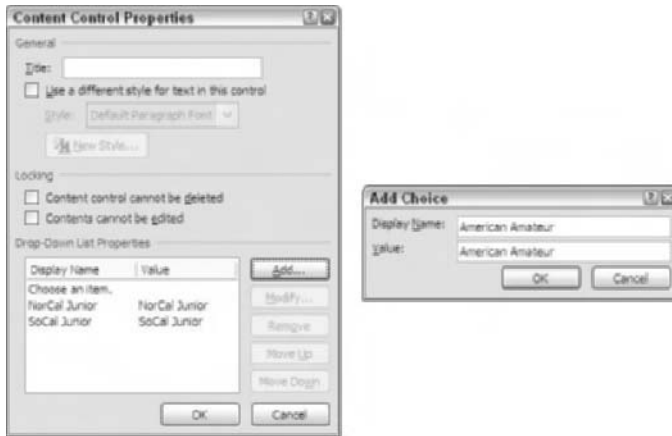 Content Control Properties
General
Title:
Use a different style for text in this control
Style: Default Paragraph Font
New Style...
Locking
Content control cannot be deleted
Contents cannot be edited
Drop-Down List Properties
Display Name Value
Choose an item.
NorCal Junior NorCal Junior
SoCal Junior SoCal Junior
Add...
Modify...
Remove
Move Up
Move Down
OK Cancel
Add Choice
Display Name: American Amateur
Value: American Amateur
OK Cancel